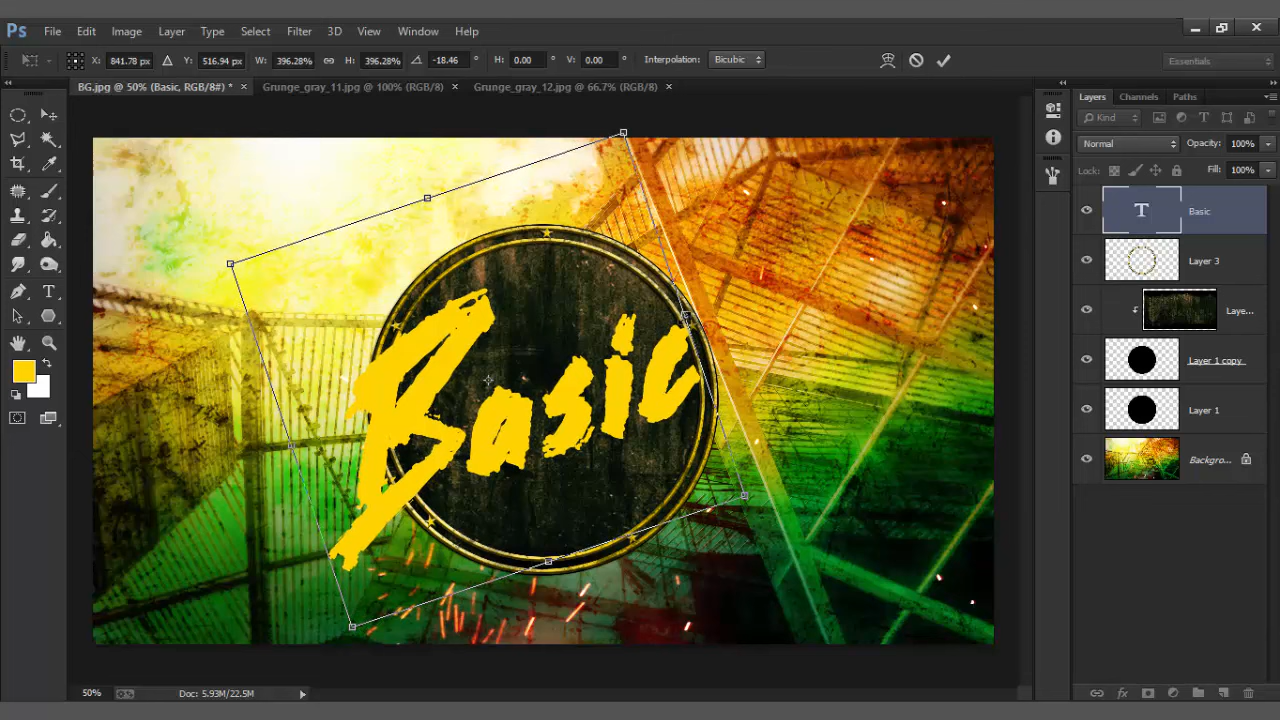 Ps File Edit Image Layer Type Select Filter 3D View Window Help
X: 841.78 px Y: 516.94 px W: 396.28% H: 396.28% -18.46 ° H: 0.00 ° V: 0.00 ° Interpolation: Bicubic Essentials
BG.jpg @ 50% (Basic, RGB/8#) * × Grunge_gray_11.jpg @ 100% (RGB/8) × Grunge_gray_12.jpg @ 66.7% (RGB/8) ×
Layers Channels Paths
Kind
Normal Opacity: 100%
Lock: Fill: 100%
T Basic
Layer 3
Laye...
Layer 1 copy
Layer 1
Backgro...
Basic
50% Doc: 5.93M/22.5M